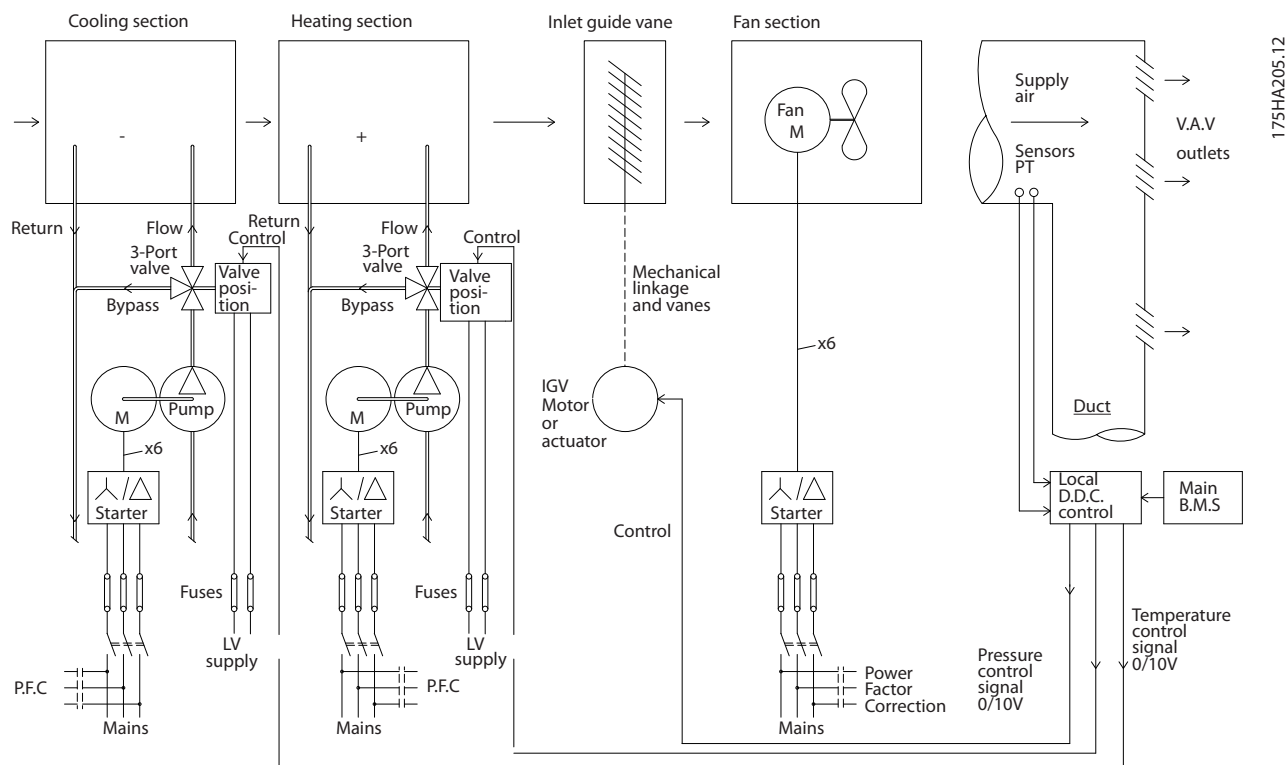 Cooling section
Heating section
Inlet guide vane
Fan section
175HA205.12
-
+
Fan
M
Supply
air
V.A.V
outlets
Sensors
PT
Return
Flow
3-Port
valve
Bypass
Control
Valve
posi-
tion
Return
Flow
3-Port
valve
Bypass
Control
Valve
posi-
tion
Mechanical
linkage
and vanes
x6
M
Pump
M
Pump
IGV
Motor
or
actuator
Duct
x6
x6
Starter
Starter
Starter
Local
D.D.C.
control
Main
B.M.S
Control
Fuses
Fuses
LV
supply
LV
supply
Pressure
control
signal
0/10V
Temperature
control
signal
0/10V
P.F.C
P.F.C
Power
Factor
Correction
Mains
Mains
Mains